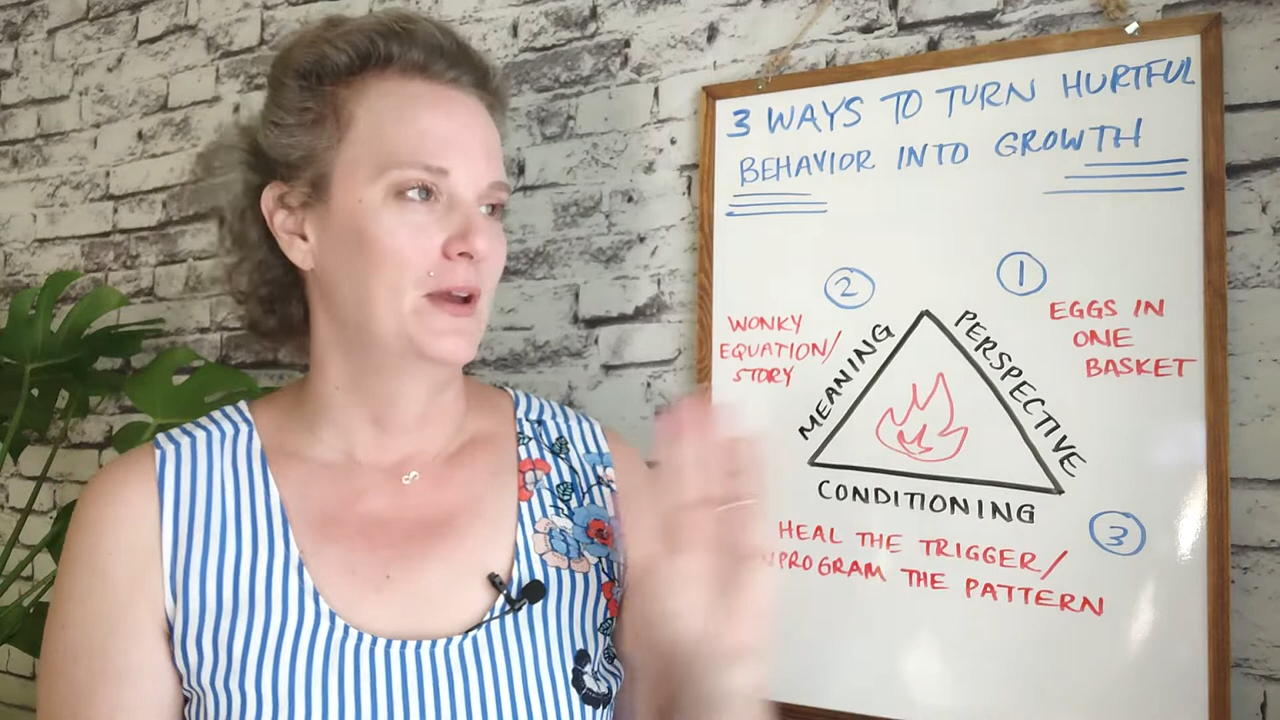 3 WAYS TO TURN HURTFUL
BEHAVIOR INTO GROWTH
1
PERSPECTIVE
EGGS IN
ONE
BASKET
2
MEANING
WONKY
EQUATION/
STORY
CONDITIONING
3
HEAL THE TRIGGER/
THE PATTERN